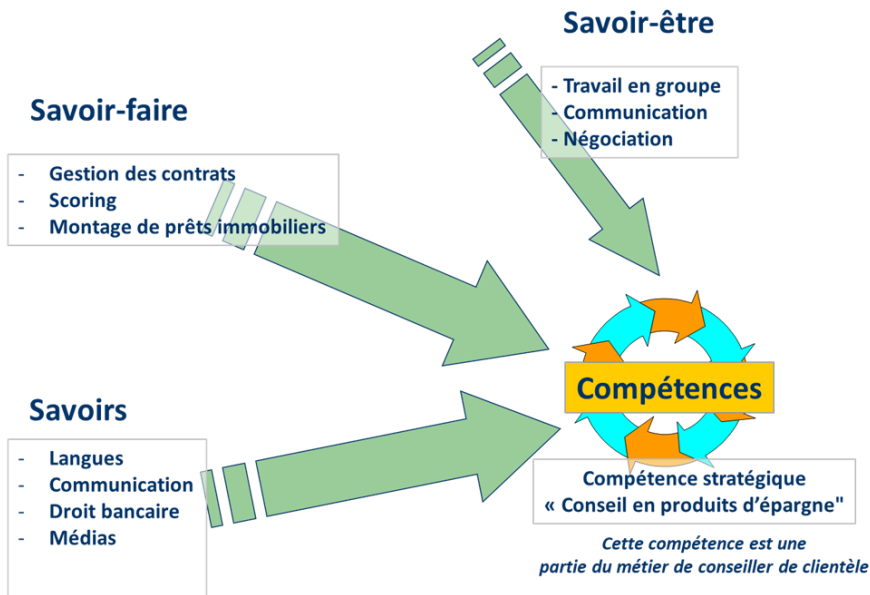 Savoir-être
- Travail en groupe
- Communication
- Négociation
Savoir-faire
- Gestion des contrats
- Scoring
- Montage de prêts immobiliers
Savoirs
- Langues
- Communication
- Droit bancaire
- Médias
Compétences
Compétence stratégique
« Conseil en produits d’épargne"
Cette compétence est une
partie du métier de conseiller de clientèle